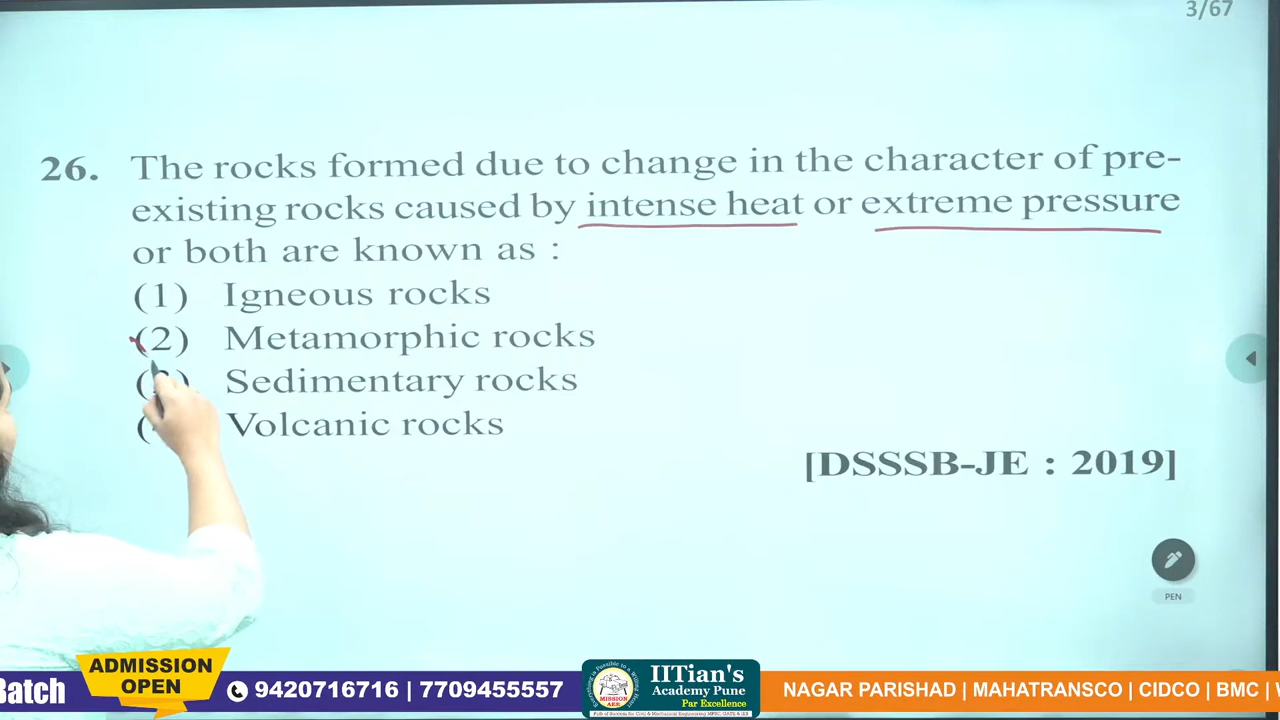 3/67
26. The rocks formed due to change in the character of pre-
existing rocks caused by intense heat or extreme pressure
or both are known as :
(1) Igneous rocks
(2) Metamorphic rocks
(3) Sedimentary rocks
Volcanic rocks
[DSSSB-JE : 2019]
PEN
Batch
ADMISSION
OPEN
9420716716 | 7709455557
MISSION
AEE
IITian's
Academy Pune
Par Excellence
NAGAR PARISHAD | MAHATRANSCO | CIDCO | BMC |